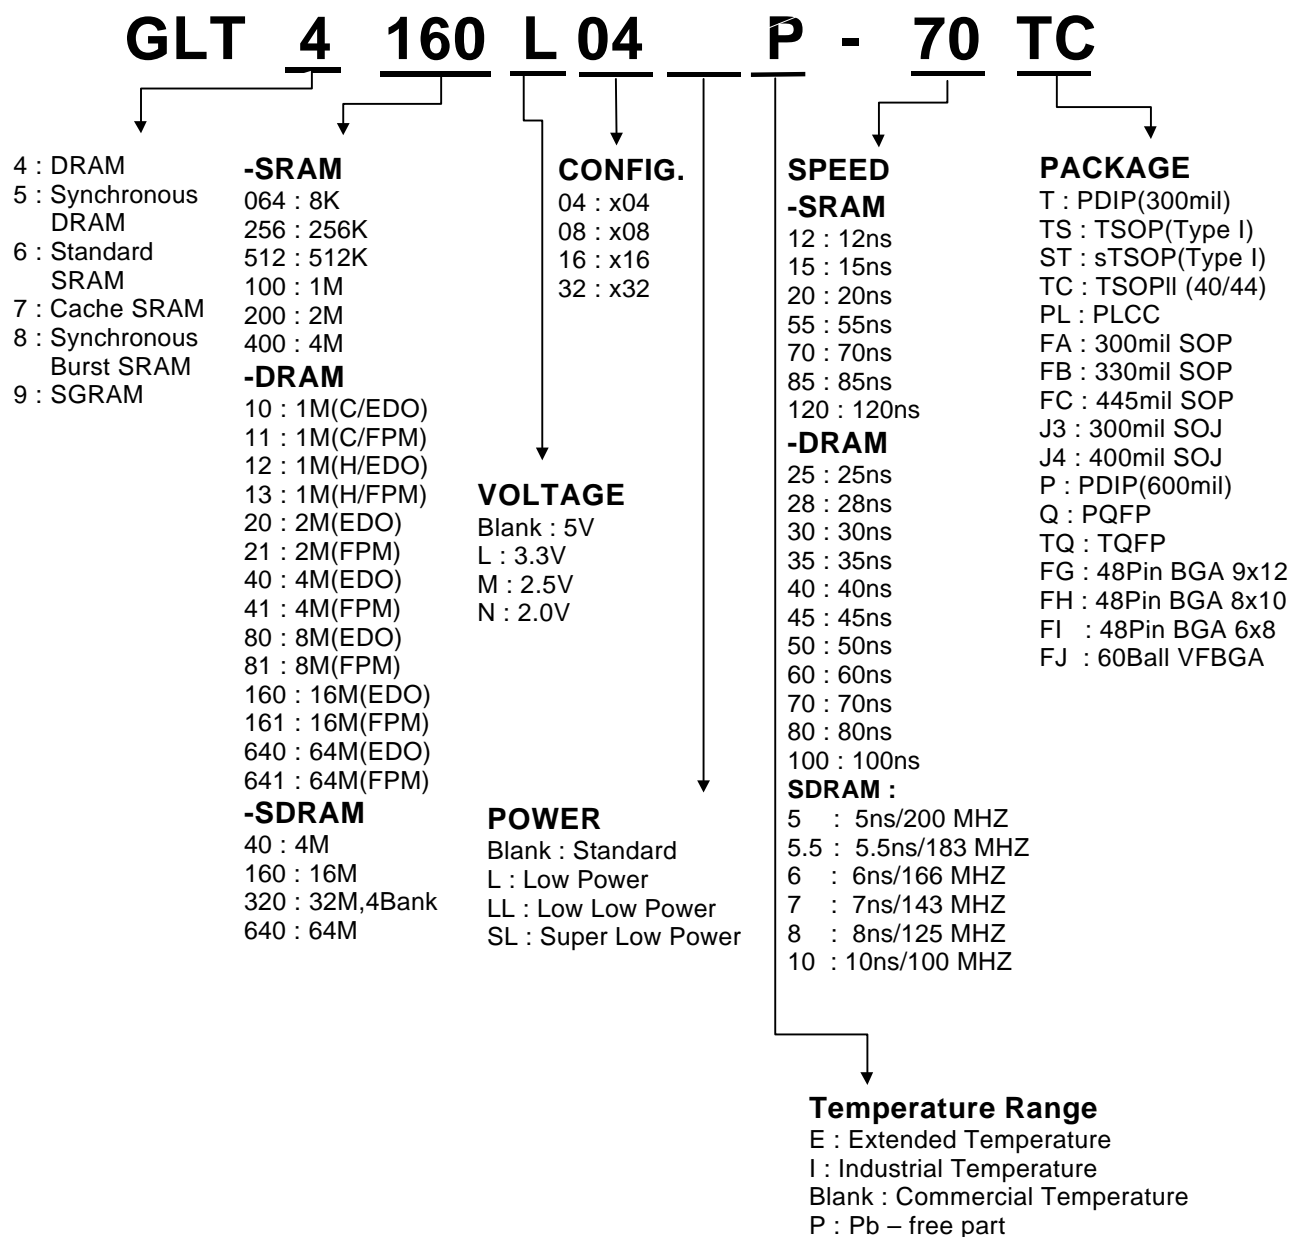 GLT 4 160 L 04 P - 70 TC
4 : DRAM
5 : Synchronous
DRAM
6 : Standard
SRAM
7 : Cache SRAM
8 : Synchronous
Burst SRAM
9 : SGRAM
-SRAM
064 : 8K
256 : 256K
512 : 512K
100 : 1M
200 : 2M
400 : 4M
-DRAM
10 : 1M(C/EDO)
11 : 1M(C/FPM)
12 : 1M(H/EDO)
13 : 1M(H/FPM)
20 : 2M(EDO)
21 : 2M(FPM)
40 : 4M(EDO)
41 : 4M(FPM)
80 : 8M(EDO)
81 : 8M(FPM)
160 : 16M(EDO)
161 : 16M(FPM)
640 : 64M(EDO)
641 : 64M(FPM)
-SDRAM
40 : 4M
160 : 16M
320 : 32M,4Bank
640 : 64M
VOLTAGE
Blank : 5V
L : 3.3V
M : 2.5V
N : 2.0V
CONFIG.
04 : x04
08 : x08
16 : x16
32 : x32
POWER
Blank : Standard
L : Low Power
LL : Low Low Power
SL : Super Low Power
SPEED
-SRAM
12 : 12ns
15 : 15ns
20 : 20ns
55 : 55ns
70 : 70ns
85 : 85ns
120 : 120ns
-DRAM
25 : 25ns
28 : 28ns
30 : 30ns
35 : 35ns
40 : 40ns
45 : 45ns
50 : 50ns
60 : 60ns
70 : 70ns
80 : 80ns
100 : 100ns
SDRAM :
5 : 5ns/200 MHZ
5.5 : 5.5ns/183 MHZ
6 : 6ns/166 MHZ
7 : 7ns/143 MHZ
8 : 8ns/125 MHZ
10 : 10ns/100 MHZ
PACKAGE
T : PDIP(300mil)
TS : TSOP(Type I)
ST : sTSOP(Type I)
TC : TSOPll (40/44)
PL : PLCC
FA : 300mil SOP
FB : 330mil SOP
FC : 445mil SOP
J3 : 300mil SOJ
J4 : 400mil SOJ
P : PDIP(600mil)
Q : PQFP
TQ : TQFP
FG : 48Pin BGA 9x12
FH : 48Pin BGA 8x10
FI : 48Pin BGA 6x8
FJ : 60Ball VFBGA
Temperature Range
E : Extended Temperature
I : Industrial Temperature
Blank : Commercial Temperature
P : Pb – free part